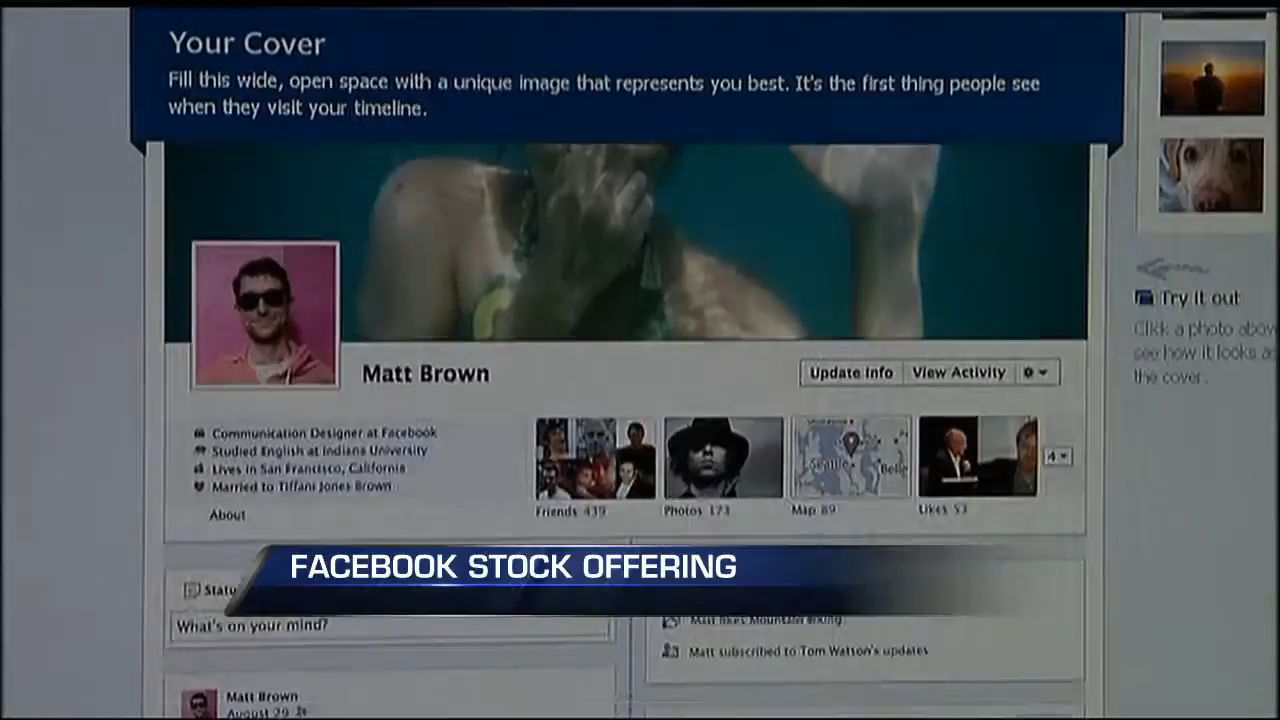 Your Cover
Fill this wide, open space with a unique image that represents you best. It's the first thing people see
when they visit your timeline.
Try it out
Click a photo abov
see how it looks as
the cover.
Matt Brown
Update Info
View Activity
Communication Designer at Facebook
Studied English at Indiana University
Lives in San Francisco, California
Married to Tiffani Jones Brown
About
Seattle
Belle
4
Friends 439
Photos 173
Map 89
Likes 53
FACEBOOK STOCK OFFERING
Statu
What's on your mind?
Matt likes Mountain Biking.
Matt subscribed to Tom Watson's updates
Matt Brown
August 29